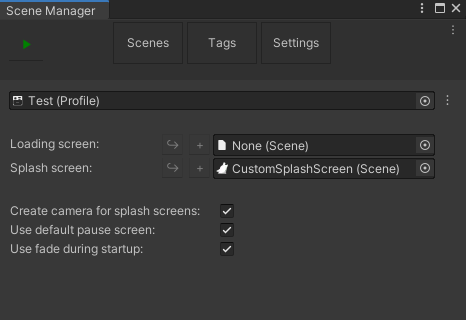 Scene Manager
Scenes Tags Settings
Test (Profile)
Loading screen: + None (Scene)
Splash screen: + CustomSplashScreen (Scene)
Create camera for splash screens:
Use default pause screen:
Use fade during startup: